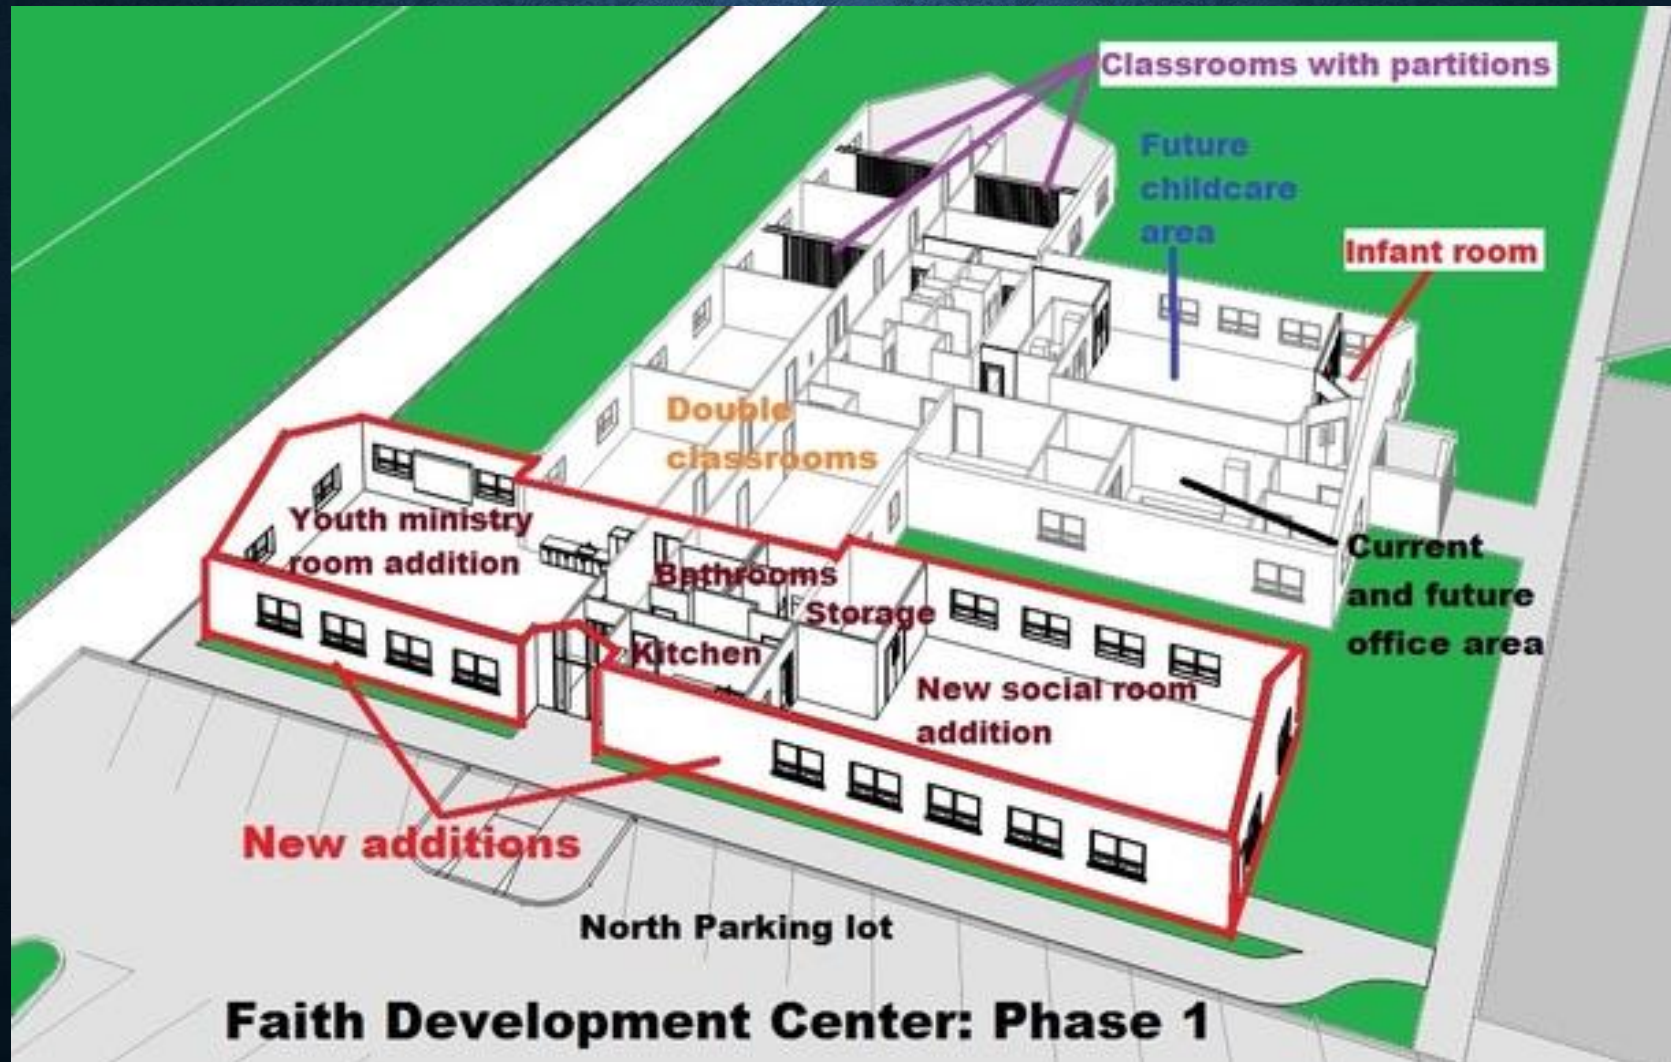 Classrooms with partitions
Future
childcare
area
Infant room
Double
classrooms
Youth ministry
room addition
Bathrooms
Storage
Kitchen
Current
and future
office area
New social room
addition
New additions
North Parking lot
Faith Development Center: Phase 1